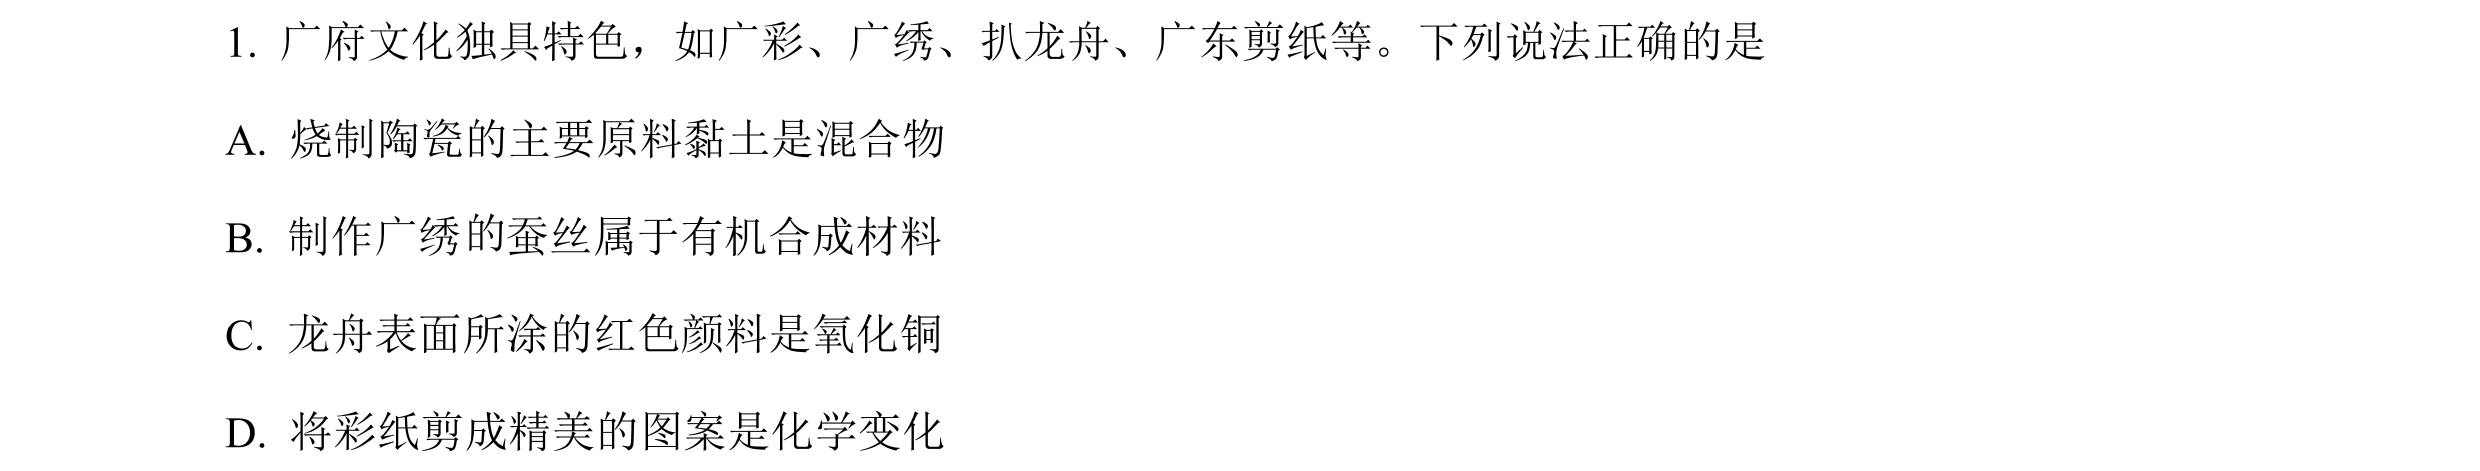 1. 广府文化独具特色，如广彩、广绣、扒龙舟、广东剪纸等。下列说法正确的是
A. 烧制陶瓷的主要原料黏土是混合物
B. 制作广绣的蚕丝属于有机合成材料
C. 龙舟表面所涂的红色颜料是氧化铜
D. 将彩纸剪成精美的图案是化学变化